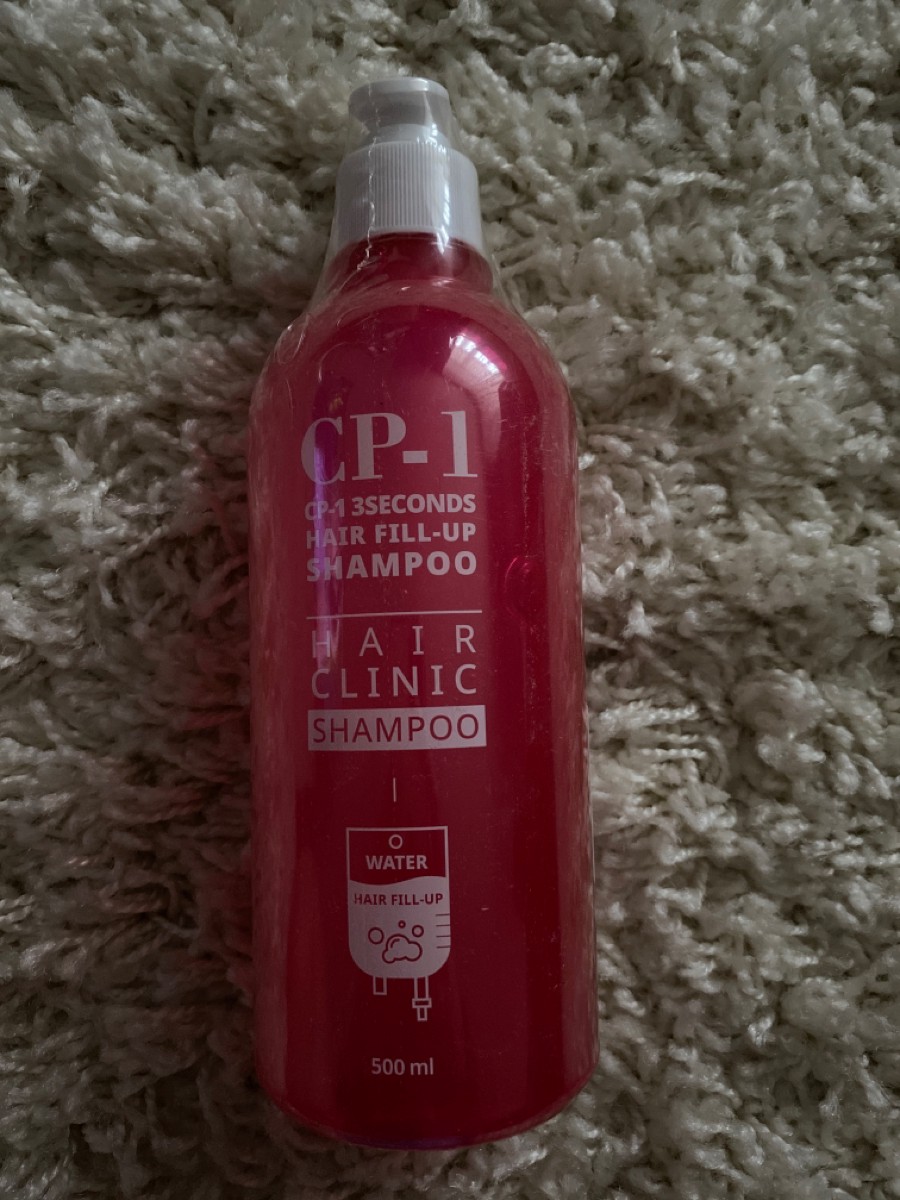 CP-1
CP-1 3SECONDS
HAIR FILL-UP
SHAMPOO
HAIR
CLINIC
SHAMPOO
WATER
HAIR FILL-UP
500 ml